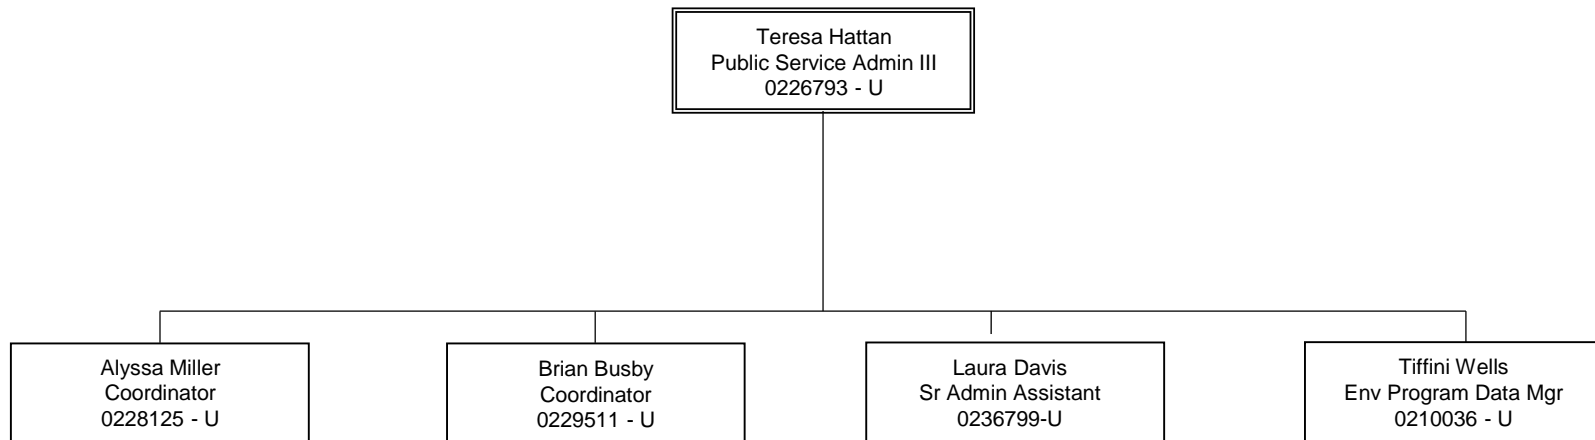 Teresa Hattan
Public Service Admin III
0226793 - U
Alyssa Miller
Coordinator
0228125 - U
Brian Busby
Coordinator
0229511 - U
Laura Davis
Sr Admin Assistant
0236799-U
Tiffini Wells
Env Program Data Mgr
0210036 - U